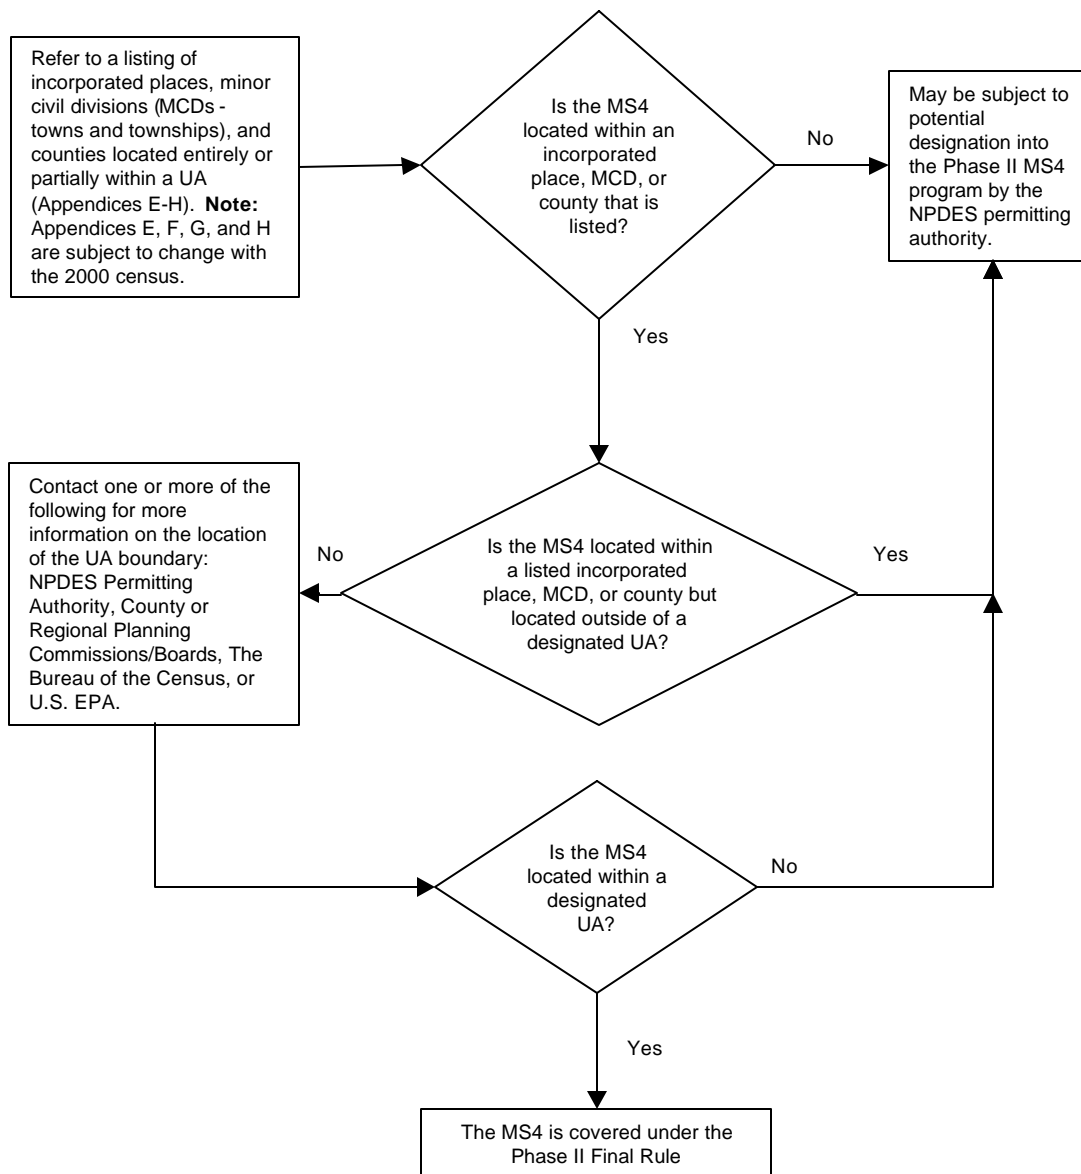 Refer to a listing of
incorporated places, minor
civil divisions (MCDs -
towns and townships), and
counties located entirely or
partially within a UA
(Appendices E-H). Note:
Appendices E, F, G, and H
are subject to change with
the 2000 census.
Is the MS4
located within an
incorporated
place, MCD, or
county that is
listed?
No
May be subject to
potential
designation into
the Phase II MS4
program by the
NPDES permitting
authority.
Yes
Contact one or more of the
following for more
information on the location
of the UA boundary:
NPDES Permitting
Authority, County or
Regional Planning
Commissions/Boards, The
Bureau of the Census, or
U.S. EPA.
No
Is the MS4 located within
a listed incorporated
place, MCD, or county but
located outside of a
designated UA?
Yes
Is the MS4
located within a
designated
UA?
No
Yes
The MS4 is covered under the
Phase II Final Rule